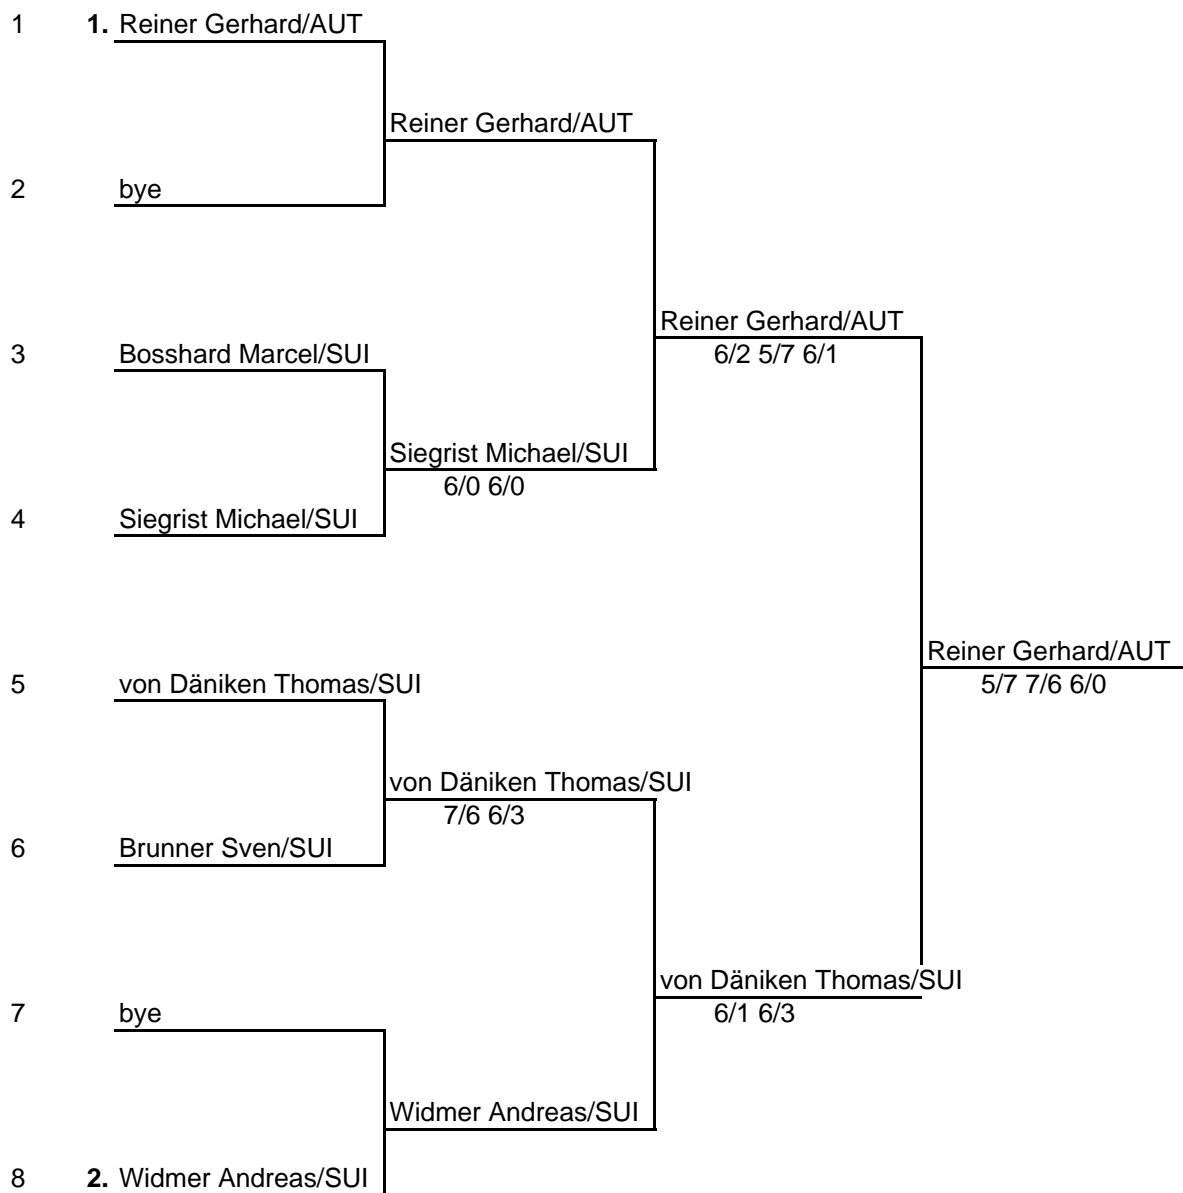 1 1. Reiner Gerhard/AUT
Reiner Gerhard/AUT
2 bye
Reiner Gerhard/AUT
3 Bosshard Marcel/SUI 6/2 5/7 6/1
Siegrist Michael/SUI
6/0 6/0
4 Siegrist Michael/SUI
Reiner Gerhard/AUT
5 von Däniken Thomas/SUI 5/7 7/6 6/0
von Däniken Thomas/SUI
7/6 6/3
6 Brunner Sven/SUI
von Däniken Thomas/SUI
7 bye 6/1 6/3
Widmer Andreas/SUI
8 2. Widmer Andreas/SUI